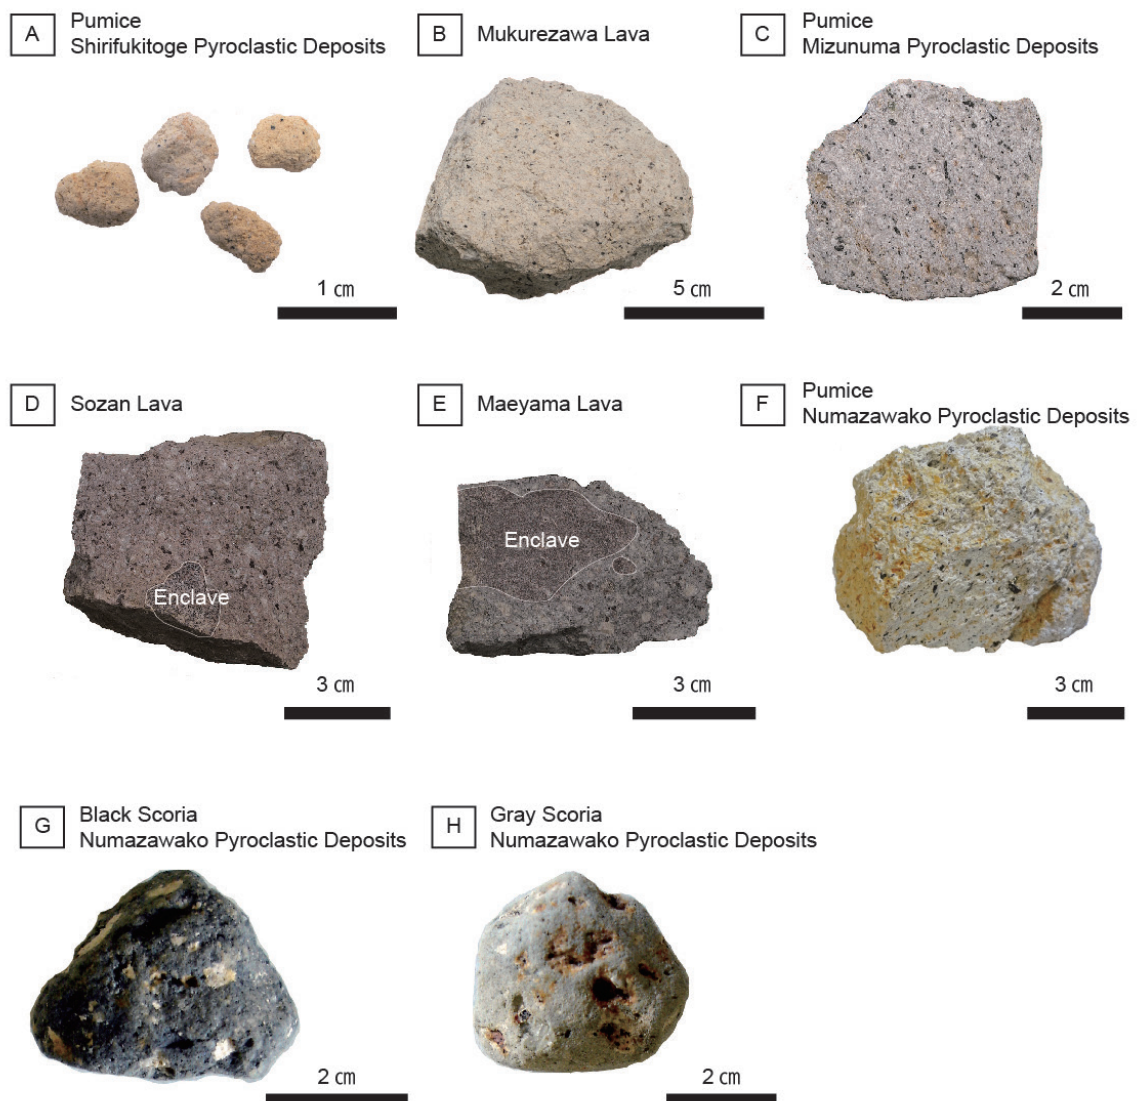 A
Pumice
Shirifukitoge Pyroclastic Deposits
B
Mukurezawa Lava
C
Pumice
Mizunuma Pyroclastic Deposits
1 cm
5 cm
2 cm
D
Sozan Lava
E
Maeyama Lava
F
Pumice
Numazawako Pyroclastic Deposits
Enclave
Enclave
3 cm
3 cm
3 cm
G
Black Scoria
Numazawako Pyroclastic Deposits
H
Gray Scoria
Numazawako Pyroclastic Deposits
2 cm
2 cm